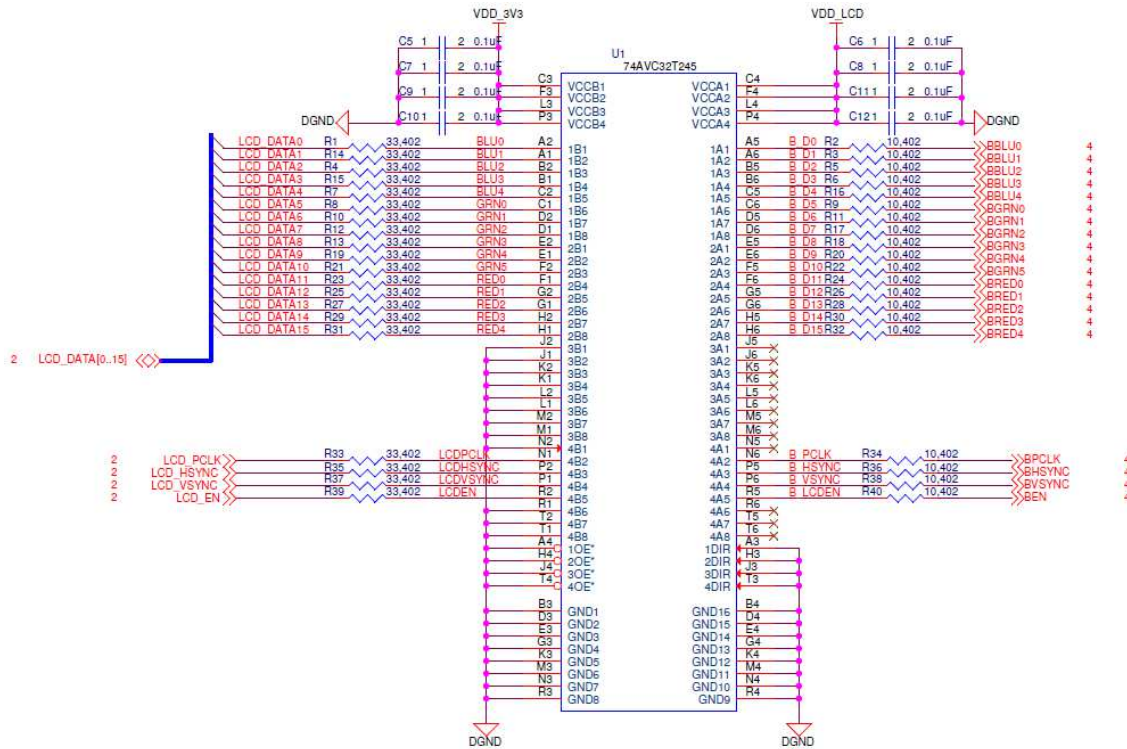 VDD_3V3 VDD_LCD
C5 1 2 0.1uF C6 1 2 0.1uF
U1
74AVC32T245
C7 1 2 0.1uF C3 VCCB1 VCCA1 C4 C8 1 2 0.1uF
F3 VCCB2 VCCA2 F4
C9 1 2 0.1uF L3 VCCB3 VCCA3 L4 C11 1 2 0.1uF
DGND C10 1 2 0.1uF P3 VCCB4 VCCA4 P4 C12 1 2 0.1uF DGND
LCD_DATA0 R1 33,402 BLU0 A2 1B1 1A1 A5 B_D0 R2 10,402 BBLU0 4
LCD_DATA1 R14 33,402 BLU1 A1 1B2 1A2 A6 B_D1 R3 10,402 BBLU1 4
LCD_DATA2 R4 33,402 BLU2 B2 1B3 1A3 B5 B_D2 R5 10,402 BBLU2 4
LCD_DATA3 R15 33,402 BLU3 B1 1B4 1A4 B6 B_D3 R6 10,402 BBLU3 4
LCD_DATA4 R7 33,402 BLU4 C2 1B5 1A5 C5 B_D4 R16 10,402 BBLU4 4
LCD_DATA5 R8 33,402 GRN0 C1 1B6 1A6 C6 B_D5 R9 10,402 BGRN0 4
LCD_DATA6 R10 33,402 GRN1 D2 1B7 1A7 D5 B_D6 R11 10,402 BGRN1 4
LCD_DATA7 R12 33,402 GRN2 D1 1B8 1A8 D6 B_D7 R17 10,402 BGRN2 4
LCD_DATA8 R13 33,402 GRN3 E2 2B1 2A1 E5 B_D8 R18 10,402 BGRN3 4
LCD_DATA9 R19 33,402 GRN4 E1 2B2 2A2 E6 B_D9 R20 10,402 BGRN4 4
LCD_DATA10 R21 33,402 GRN5 F2 2B3 2A3 F5 B_D10 R22 10,402 BGRN5 4
LCD_DATA11 R23 33,402 RED0 F1 2B4 2A4 F6 B_D11 R24 10,402 BRED0 4
LCD_DATA12 R25 33,402 RED1 G2 2B5 2A5 G5 B_D12 R26 10,402 BRED1 4
LCD_DATA13 R27 33,402 RED2 G1 2B6 2A6 G6 B_D13 R28 10,402 BRED2 4
LCD_DATA14 R29 33,402 RED3 H2 2B7 2A7 H5 B_D14 R30 10,402 BRED3 4
LCD_DATA15 R31 33,402 RED4 H1 2B8 2A8 H6 B_D15 R32 10,402 BRED4 4
J2 3B1 3A1 J5
2 LCD_DATA[0..15] J1 3B2 3A2 J6
K2 3B3 3A3 K5
K1 3B4 3A4 K6
L2 3B5 3A5 L5
L1 3B6 3A6 L6
M2 3B7 3A7 M5
M1 3B8 3A8 M6
N2 4B1 4A1 N5
2 LCD_PCLK R33 33,402 LCDPCLK N1 4B2 4A2 N6 B_PCLK R34 10,402 BPCLK 4
2 LCD_HSYNC R35 33,402 LCDHSYNC P2 4B3 4A3 P5 B_HSYNC R36 10,402 BHSYNC 4
2 LCD_VSYNC R37 33,402 LCDVSYNC P1 4B4 4A4 P6 B_VSYNC R38 10,402 BVSYNC 4
2 LCD_EN R39 33,402 LCDEN R2 4B5 4A5 R5 B_LCDEN R40 10,402 BEN 4
R1 4B6 4A6 R6
T2 4B7 4A7 T5
T1 4B8 4A8 T6
A4 1OE* 1DIR A3
H4 2OE* 2DIR H3
J4 3OE* 3DIR J3
T4 4OE* 4DIR T3
B3 GND1 GND16 B4
D3 GND2 GND15 D4
E3 GND3 GND14 E4
G3 GND4 GND13 G4
K3 GND5 GND12 K4
M3 GND6 GND11 M4
N3 GND7 GND10 N4
R3 GND8 GND9 R4
DGND DGND